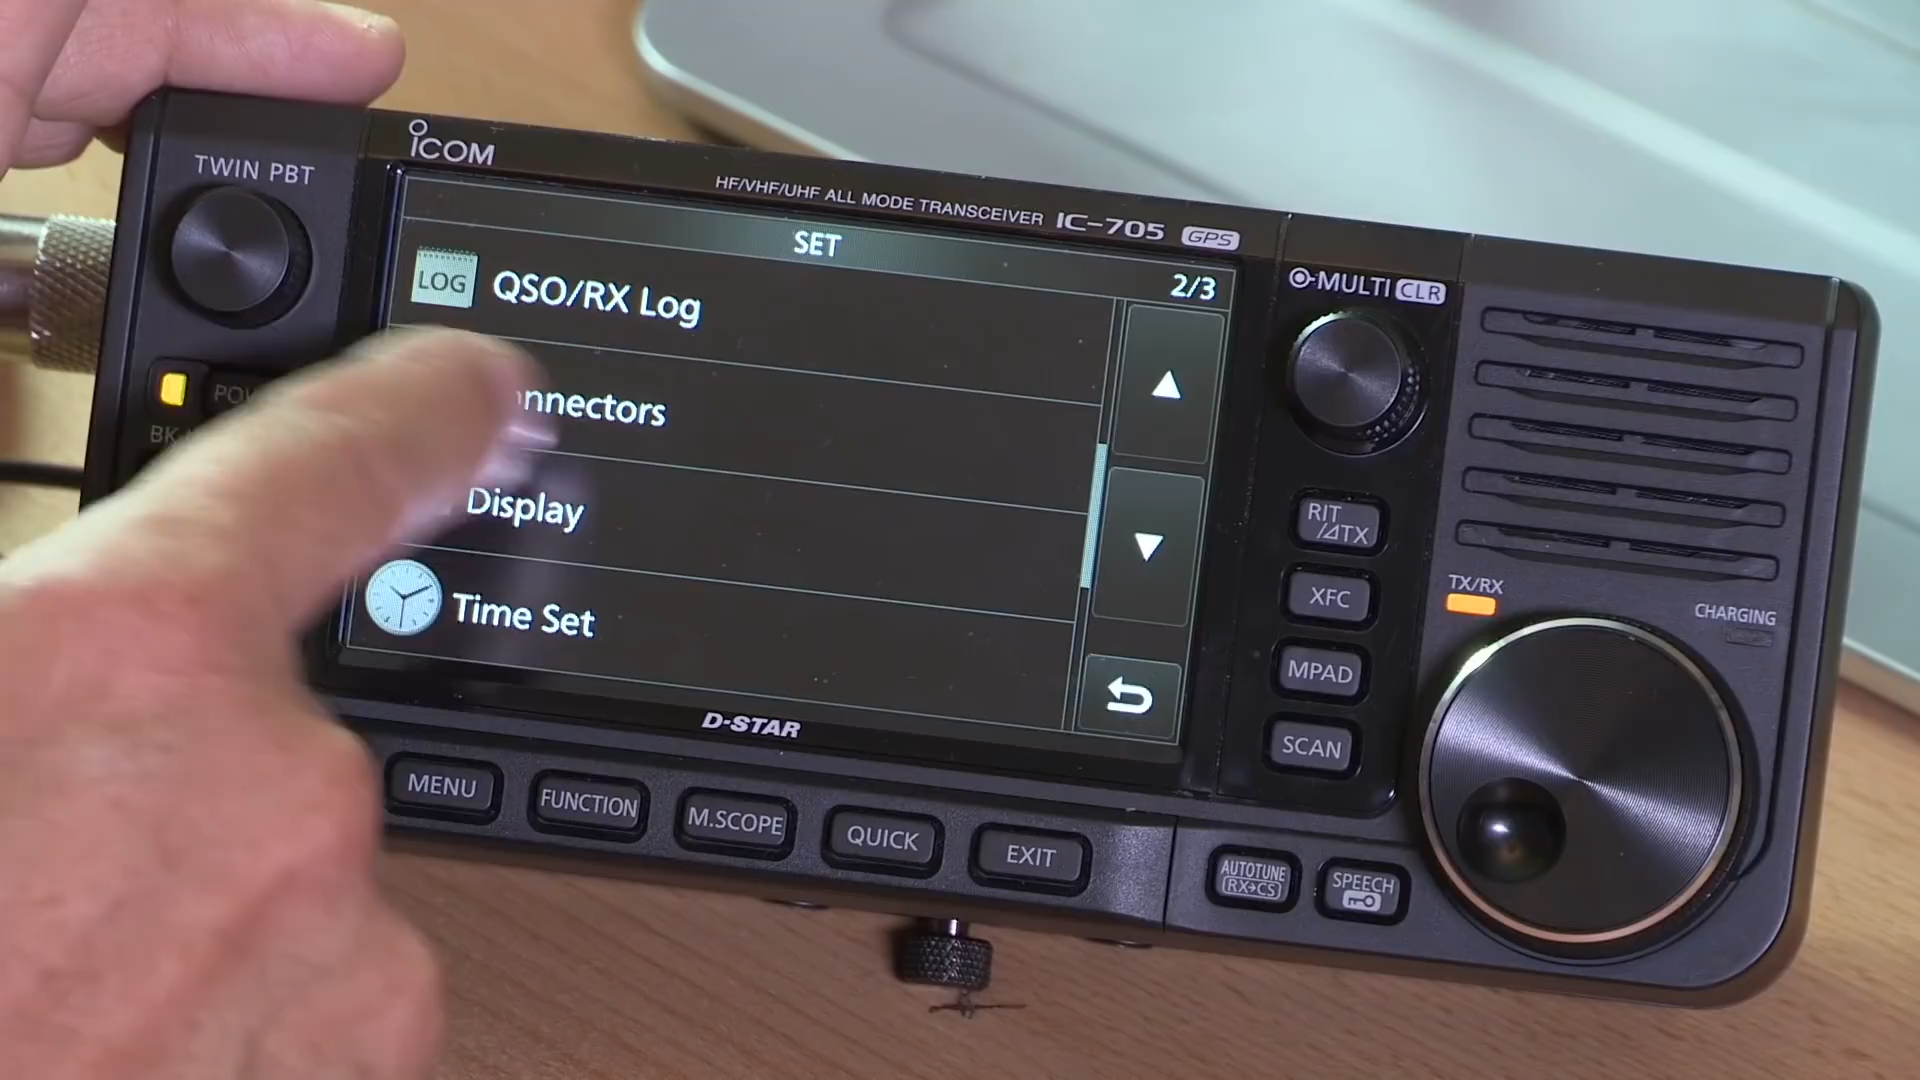 TWIN PBT
ICOM
HF/VHF/UHF ALL MODE TRANSCEIVER IC-705 GPS
SET
2/3
LOG QSO/RX Log
onnectors
Display
Time Set
D-STAR
MULTI CLR
RIT
/⊿TX
XFC
MPAD
SCAN
TX/RX
CHARGING
MENU
FUNCTION
M.SCOPE
QUICK
EXIT
AUTOTUNE
RX→CS
SPEECH